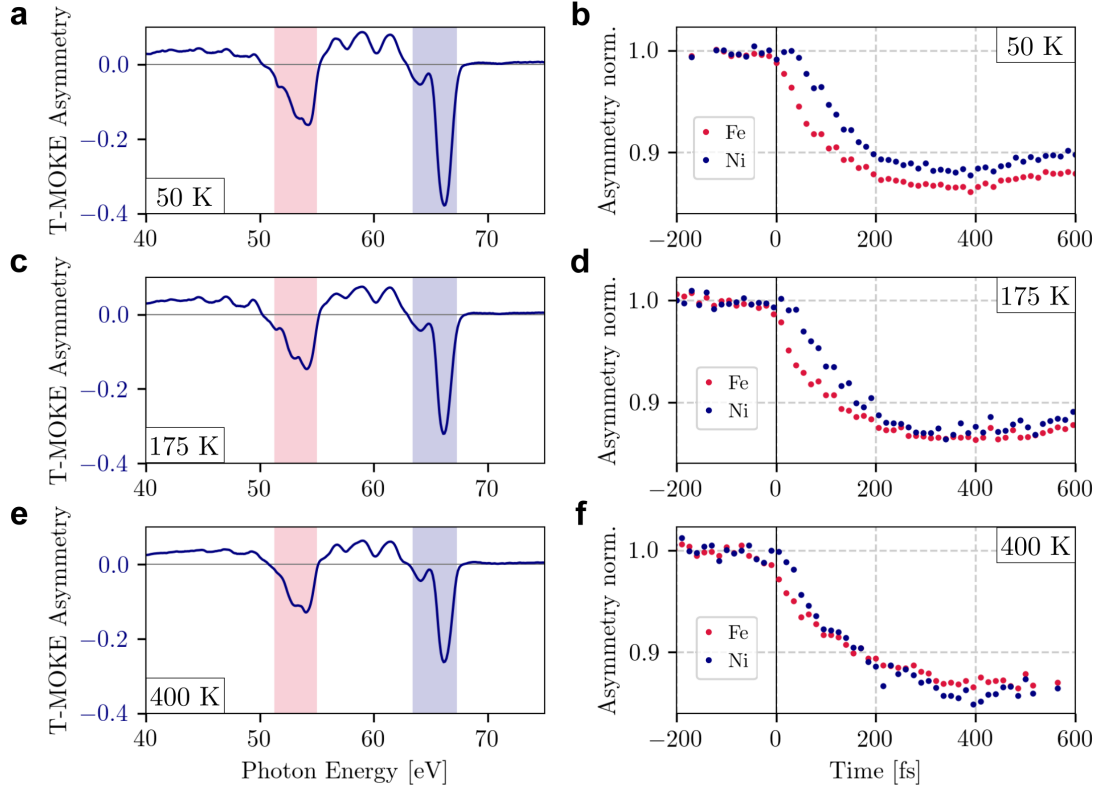 a
T-MOKE Asymmetry
0.0
−0.2
−0.4
50 K
40
50
60
70
b
Asymmetry norm.
1.0
0.9
50 K
Fe
Ni
−200
0
200
400
600
c
T-MOKE Asymmetry
0.0
−0.2
−0.4
175 K
40
50
60
70
d
Asymmetry norm.
1.0
0.9
175 K
Fe
Ni
−200
0
200
400
600
e
T-MOKE Asymmetry
0.0
−0.2
−0.4
400 K
40
50
60
70
Photon Energy [eV]
f
Asymmetry norm.
1.0
0.9
400 K
Fe
Ni
−200
0
200
400
600
Time [fs]